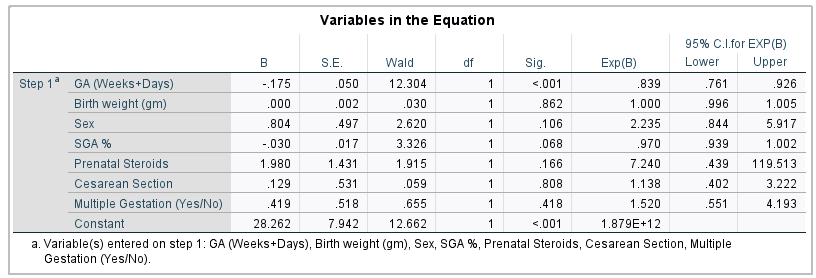 Variables in the Equation
95% C.I.for EXP(B)
B S.E. Wald df Sig. Exp(B) Lower Upper
Step 1a GA (Weeks+Days) -.175 .050 12.304 1 <.001 .839 .761 .926
Birth weight (gm) .000 .002 .030 1 .862 1.000 .996 1.005
Sex .804 .497 2.620 1 .106 2.235 .844 5.917
SGA % -.030 .017 3.326 1 .068 .970 .939 1.002
Prenatal Steroids 1.980 1.431 1.915 1 .166 7.240 .439 119.513
Cesarean Section .129 .531 .059 1 .808 1.138 .402 3.222
Multiple Gestation (Yes/No) .419 .518 .655 1 .418 1.520 .551 4.193
Constant 28.262 7.942 12.662 1 <.001 1.879E+12
a. Variable(s) entered on step 1: GA (Weeks+Days), Birth weight (gm), Sex, SGA %, Prenatal Steroids, Cesarean Section, Multiple
Gestation (Yes/No).